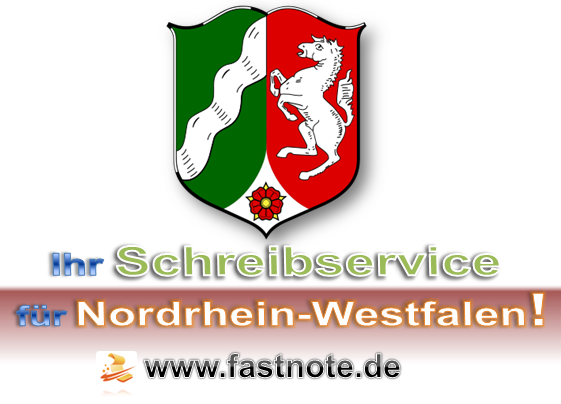 Ihr Schreibservice
für Nordrhein-Westfalen!
www.fastnote.de